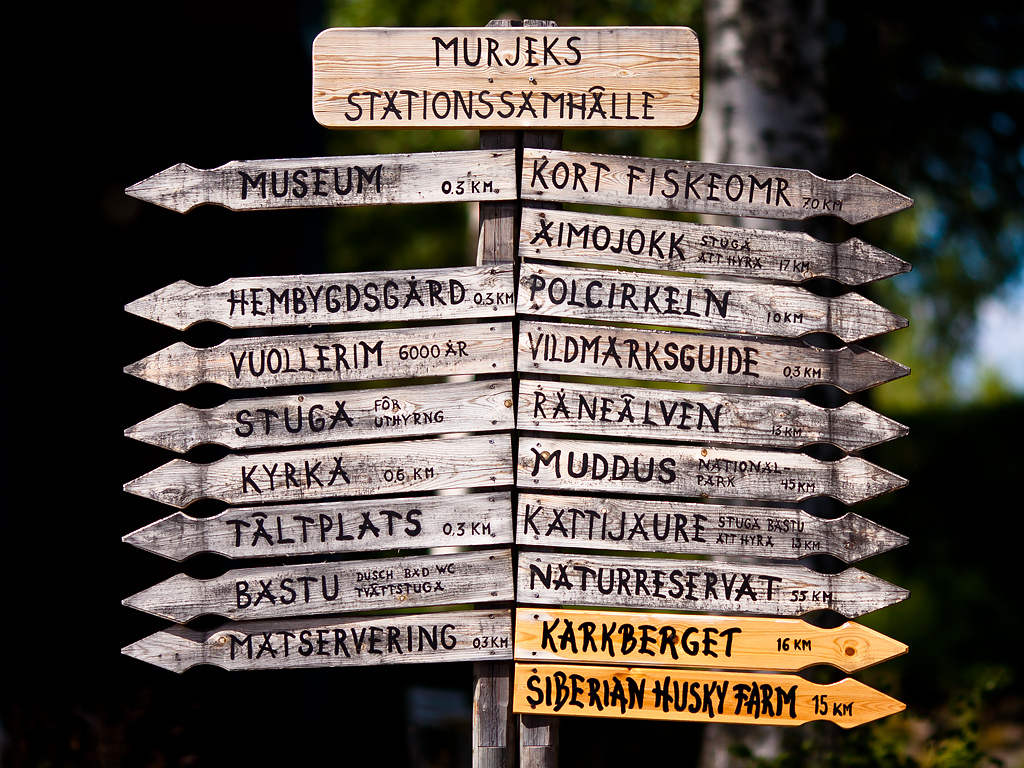 MURJEKS
STATIONSSAMHÄLLE
MUSEUM 0.3 KM.
HEMBYGDSGÅRD 0.3 KM
VUOLLERIM 6000 ÅR
STUGA FÖR
UTHYRNG
KYRKA 0.6 KM
TÄLTPLATS 0.3 KM.
BASTU DUSCH BAD WC
TVÄTTSTUGA
MATSERVERING 0.3 KM
KORT FISKEOMR 70 KM
AIMOJOKK STUGA
ATT HYRA 17 KM
POLCIRKELN 10 KM
VILDMARKSGUIDE 0.3 KM
RÅNEÄLVEN 13 KM
MUDDUS NATIONAL-
PARK 45 KM
KATTIJAURE STUGA BASTU
ATT HYRA 13 KM
NATURRESERVAT 55 KM
KARKBERGET 16 KM
SIBERIAN HUSKY FARM 15 KM